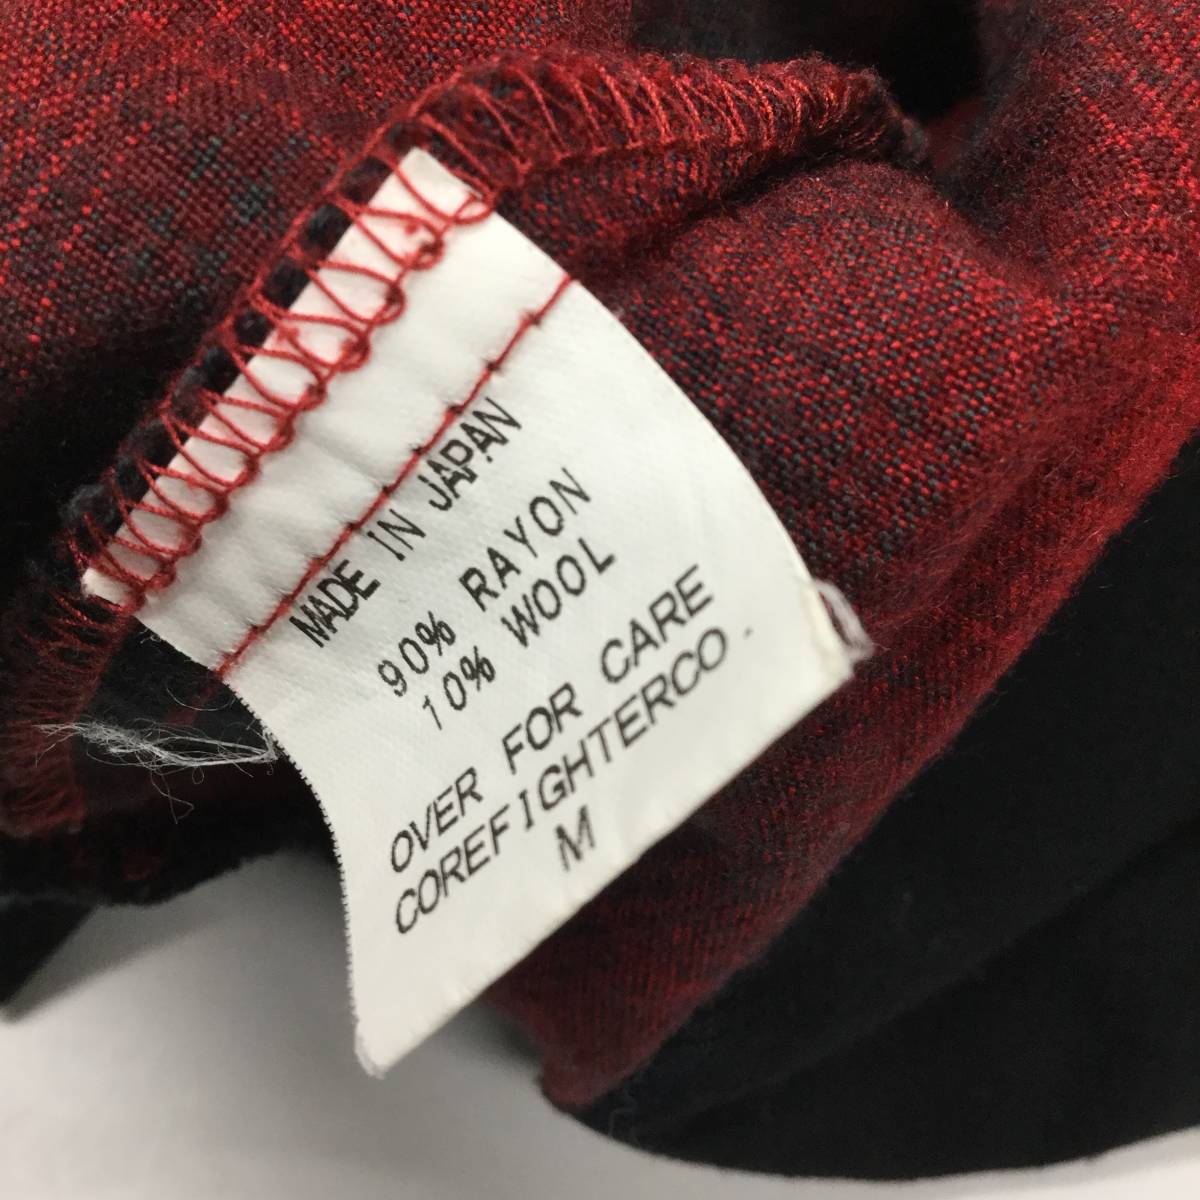 MADE IN JAPAN
90% RAYON
10% WOOL
OVER FOR CARE
COREFIGHTERCO.
M